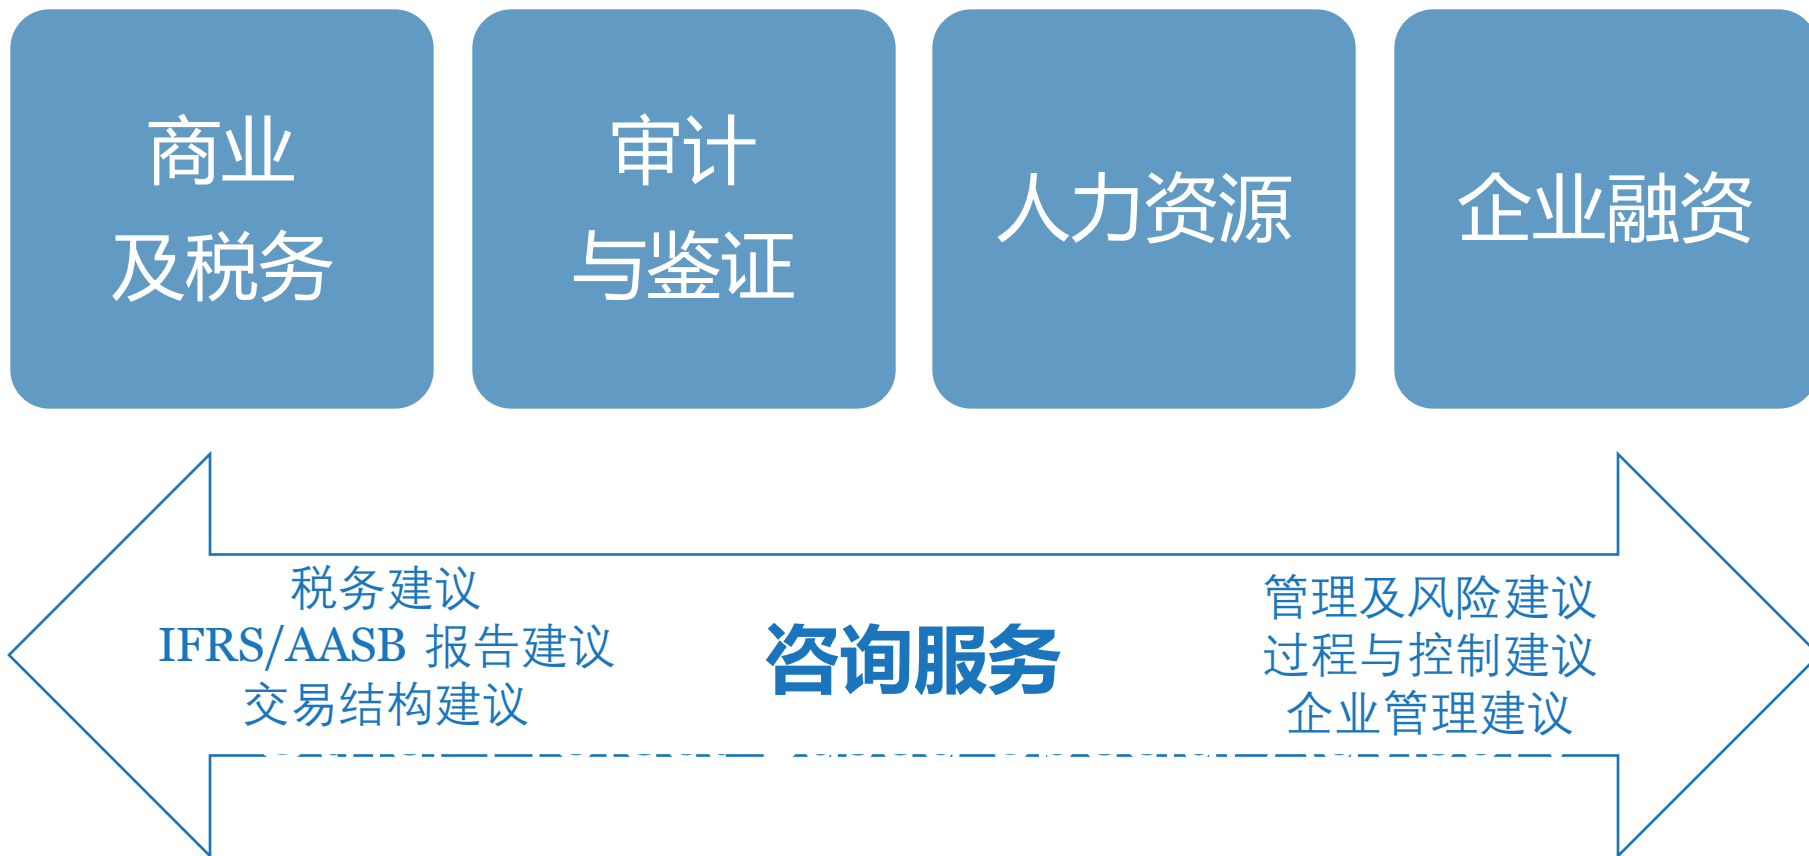 商业
及税务
审计
与鉴证
人力资源
企业融资
税务建议
IFRS/AASB 报告建议
交易结构建议
咨询服务
管理及风险建议
过程与控制建议
企业管理建议